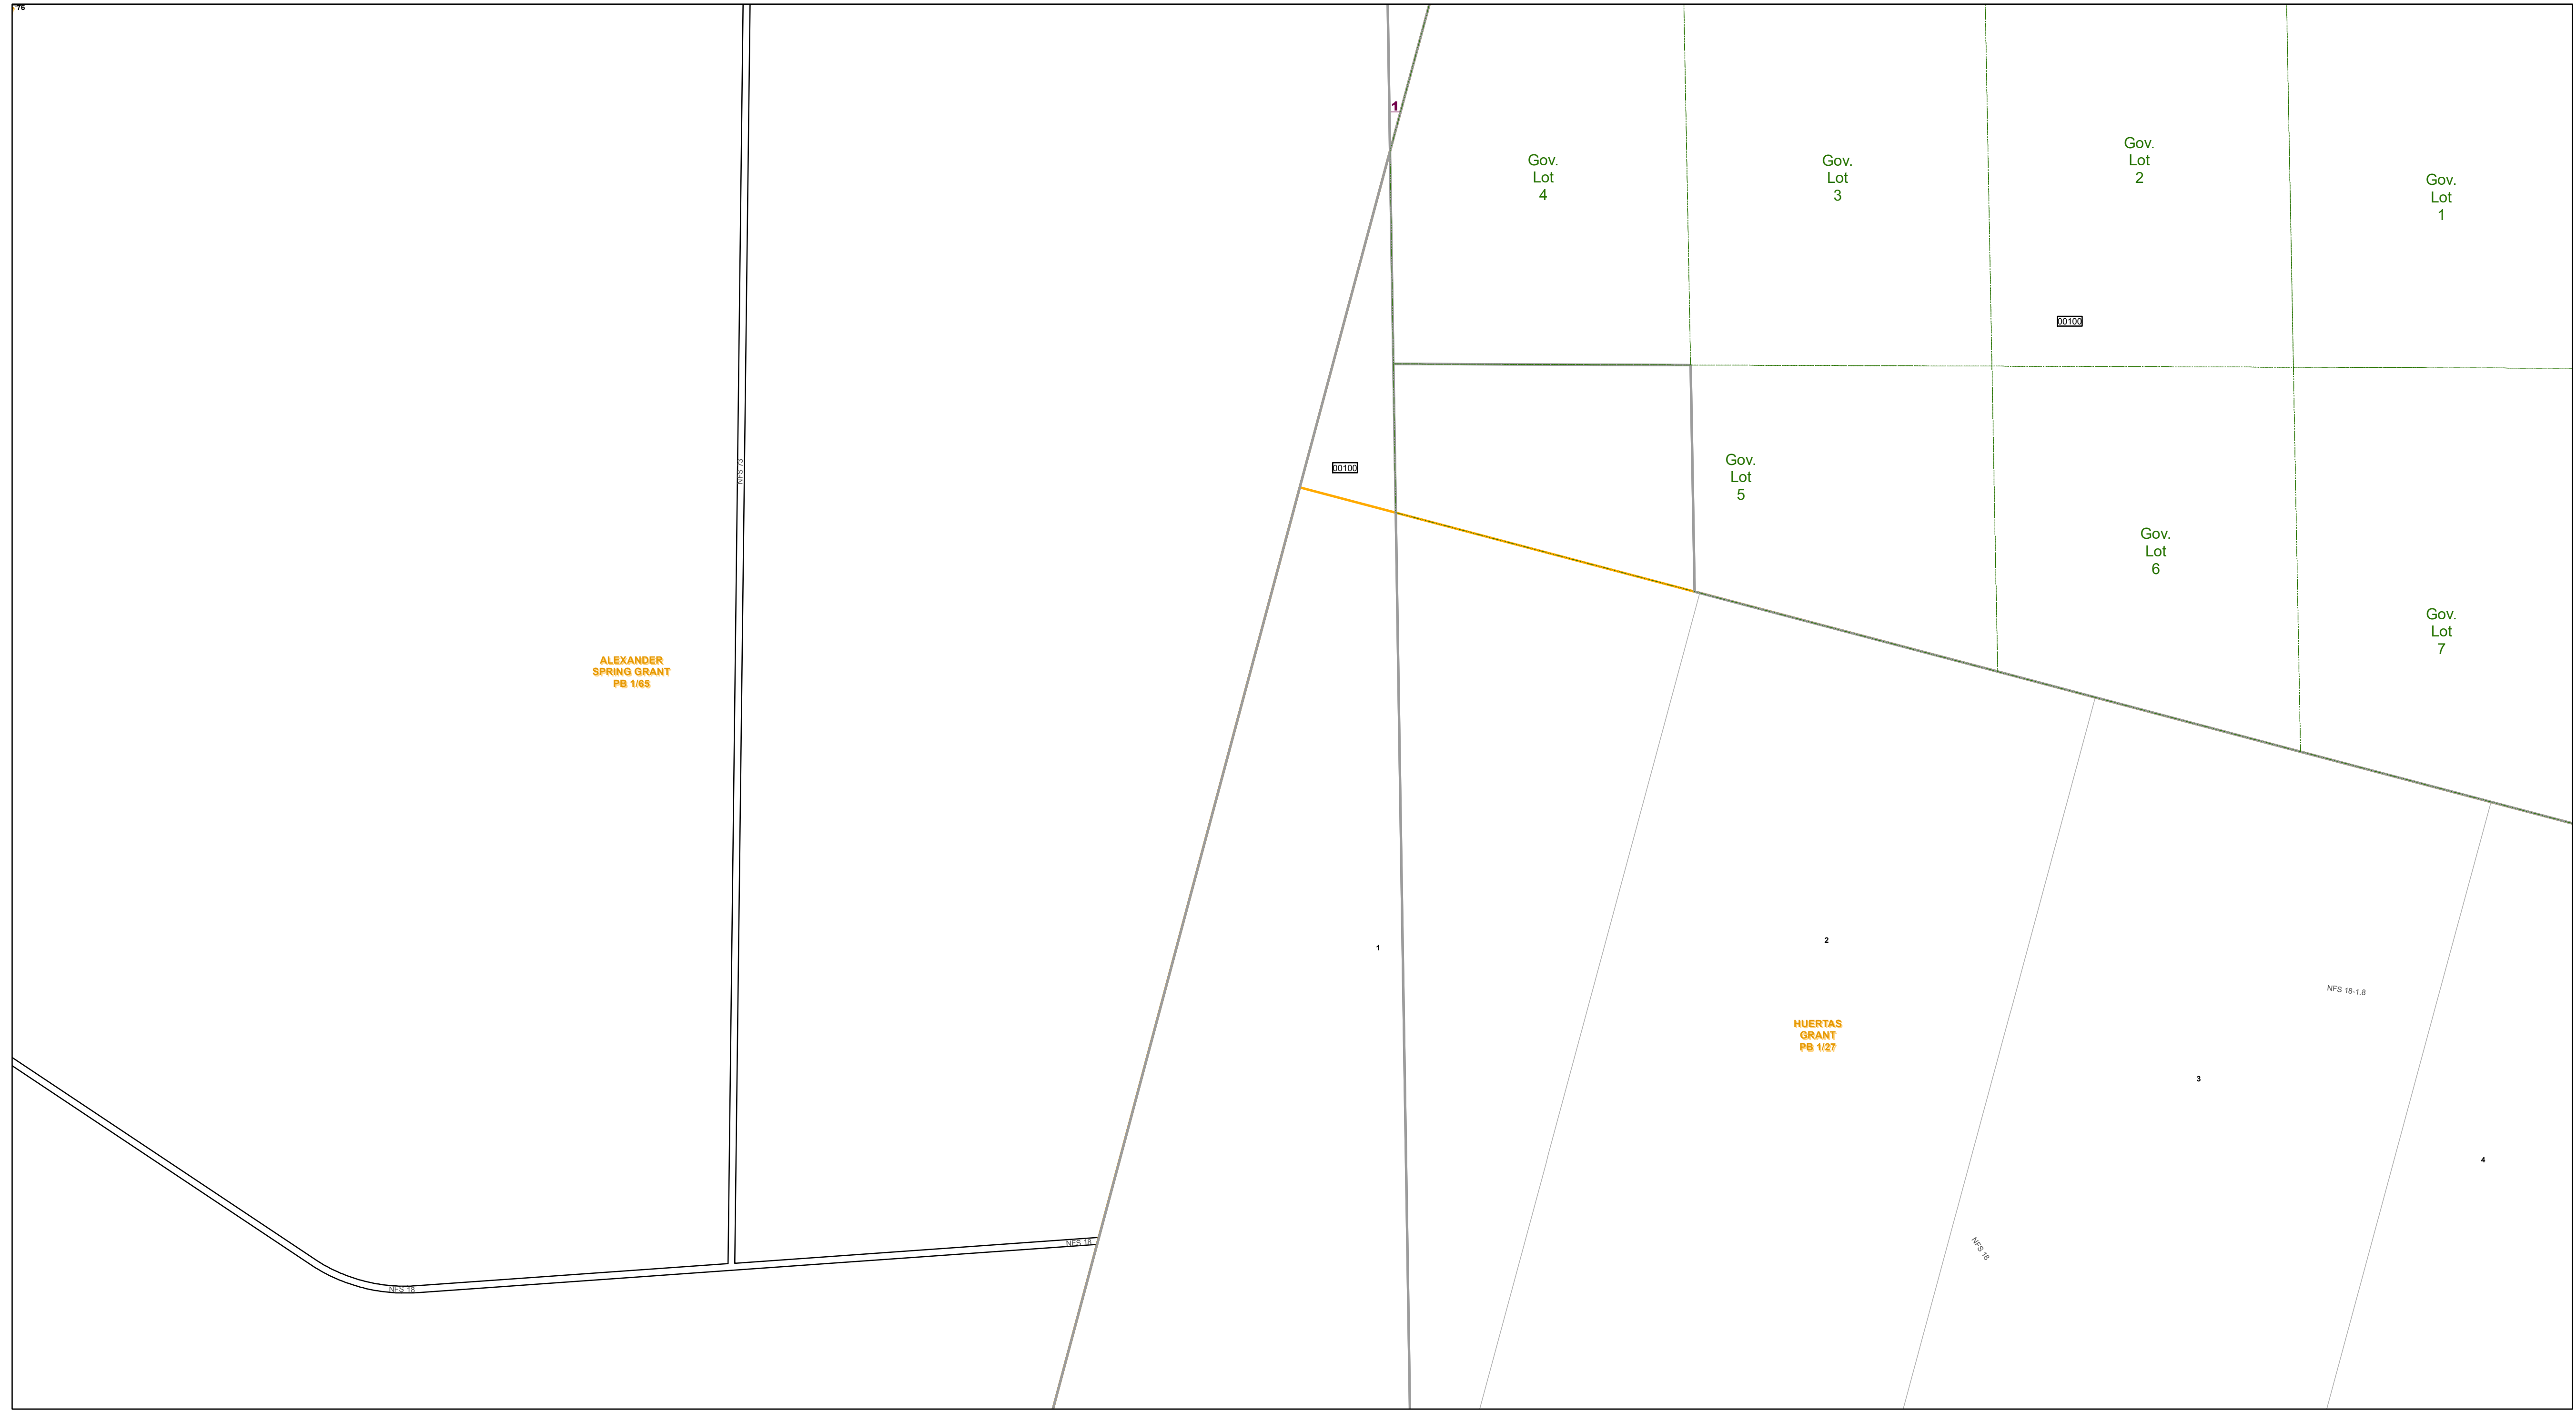 76
1
Gov.
Lot
4
Gov.
Lot
3
Gov.
Lot
2
Gov.
Lot
1
00100
00100
NFS 73
Gov.
Lot
5
Gov.
Lot
6
Gov.
Lot
7
ALEXANDER
SPRING GRANT
PB 1/65
1
2
NFS 18-1.8
HUERTAS
GRANT
PB 1/27
3
4
NFS 18
NFS 18
NFS 18